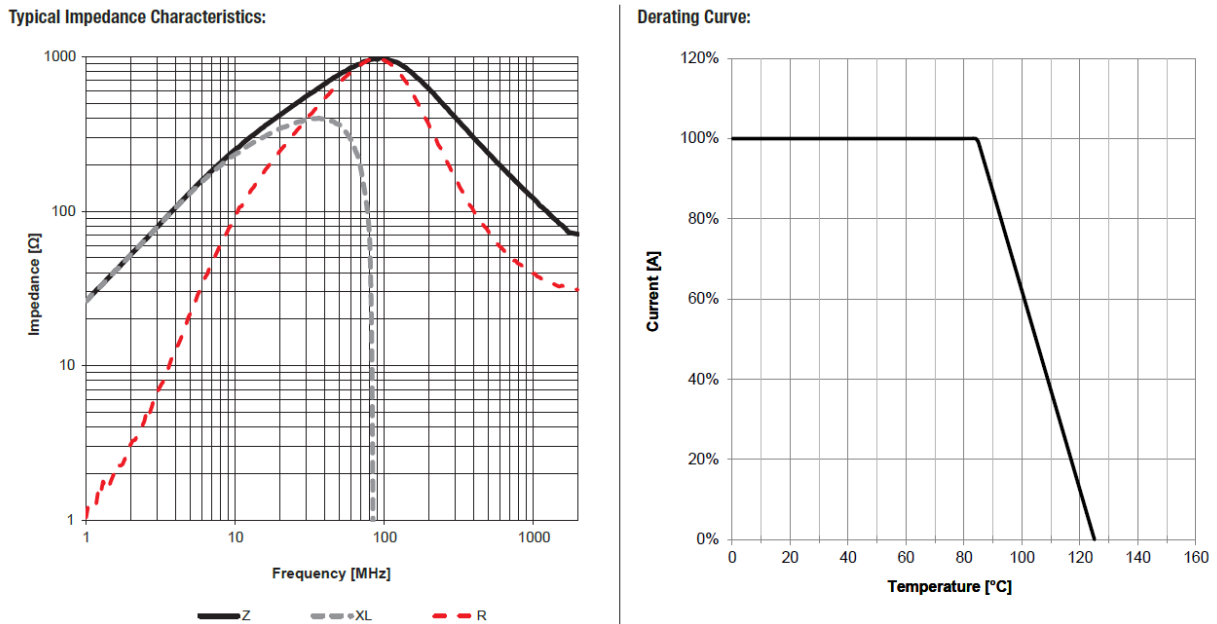 Typical Impedance Characteristics:
1000
100
10
1
Impedance [Ω]
1 10 100 1000
Frequency [MHz]
Z XL R
Derating Curve:
120%
100%
80%
60%
40%
20%
0%
Current [A]
0 20 40 60 80 100 120 140 160
Temperature [°C]